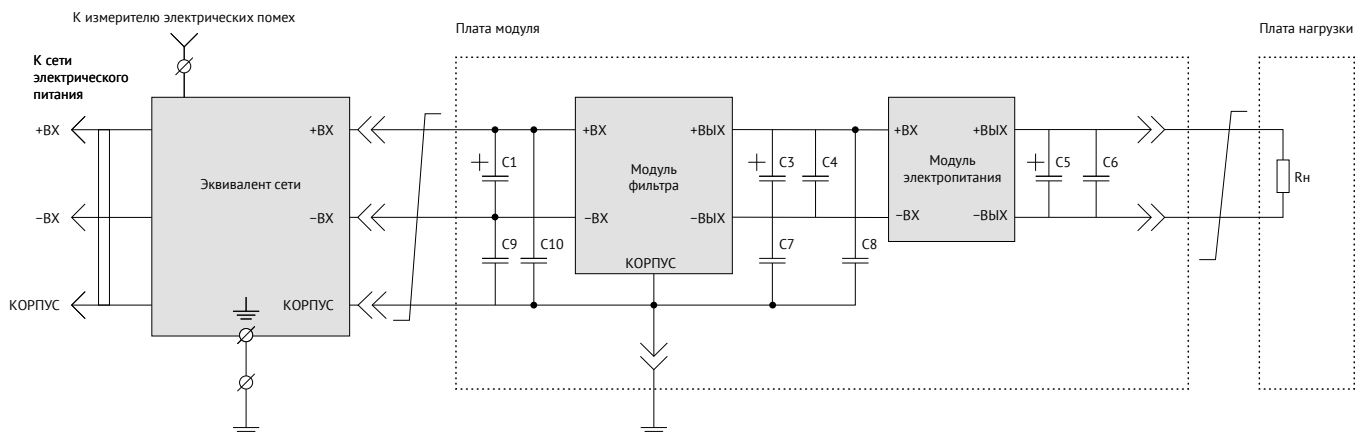 К измерителю электрических помех
Плата модуля
Плата нагрузки
К сети
электрического
питания
+ВХ
+ВХ
+ВХ
+ВЫХ
+ВХ
+ВЫХ
C1
C3
C4
C5
C6
Эквивалент сети
Модуль
фильтра
Модуль
электропитания
Rн
−ВХ
−ВХ
−ВХ
−ВЫХ
−ВХ
−ВЫХ
C9
C10
C7
C8
КОРПУС
КОРПУС
КОРПУС